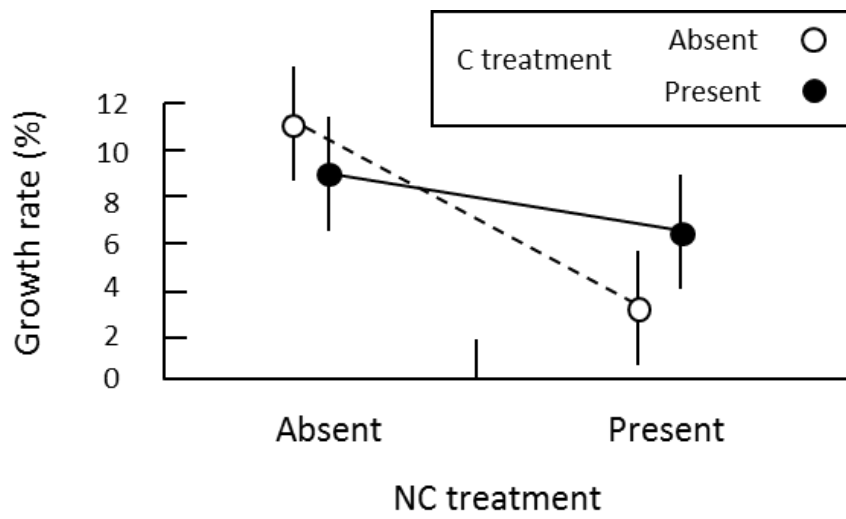 C treatment
Absent
Present
Growth rate (%)
12
10
8
6
4
2
0
Absent
Present
NC treatment